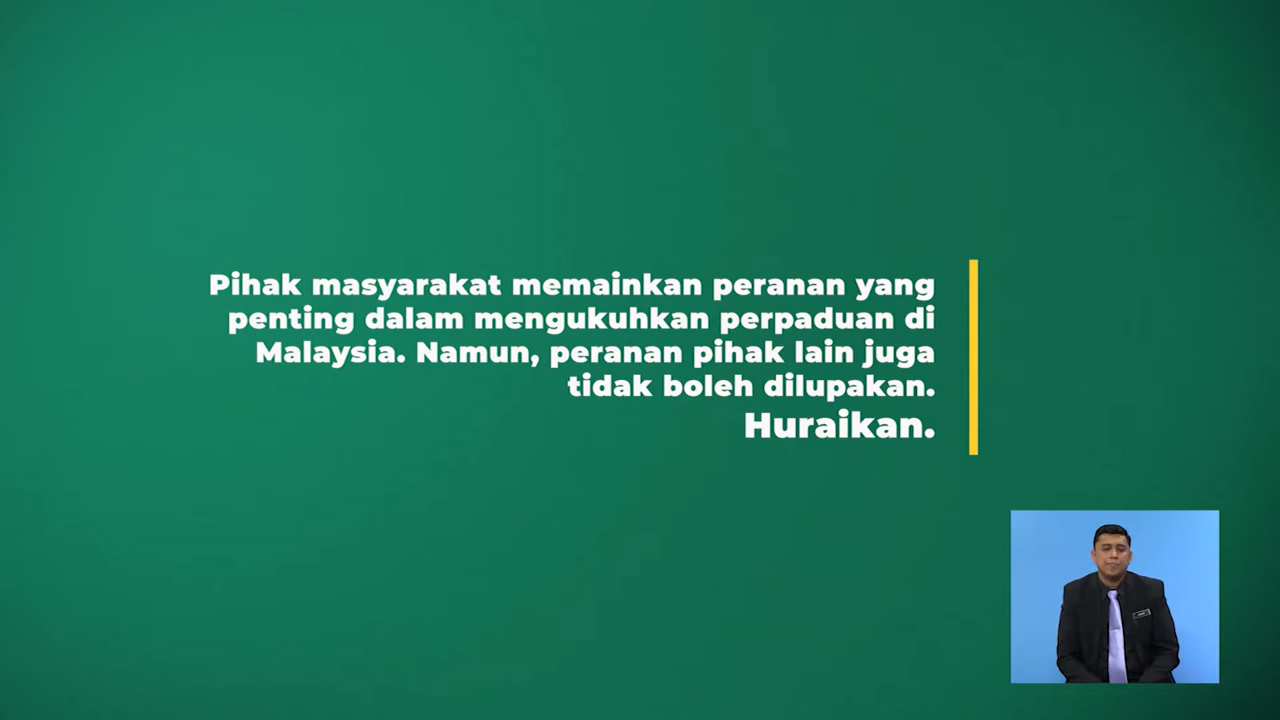 Pihak masyarakat memainkan peranan yang
penting dalam mengukuhkan perpaduan di
Malaysia. Namun, peranan pihak lain juga
tidak boleh dilupakan.
Huraikan.